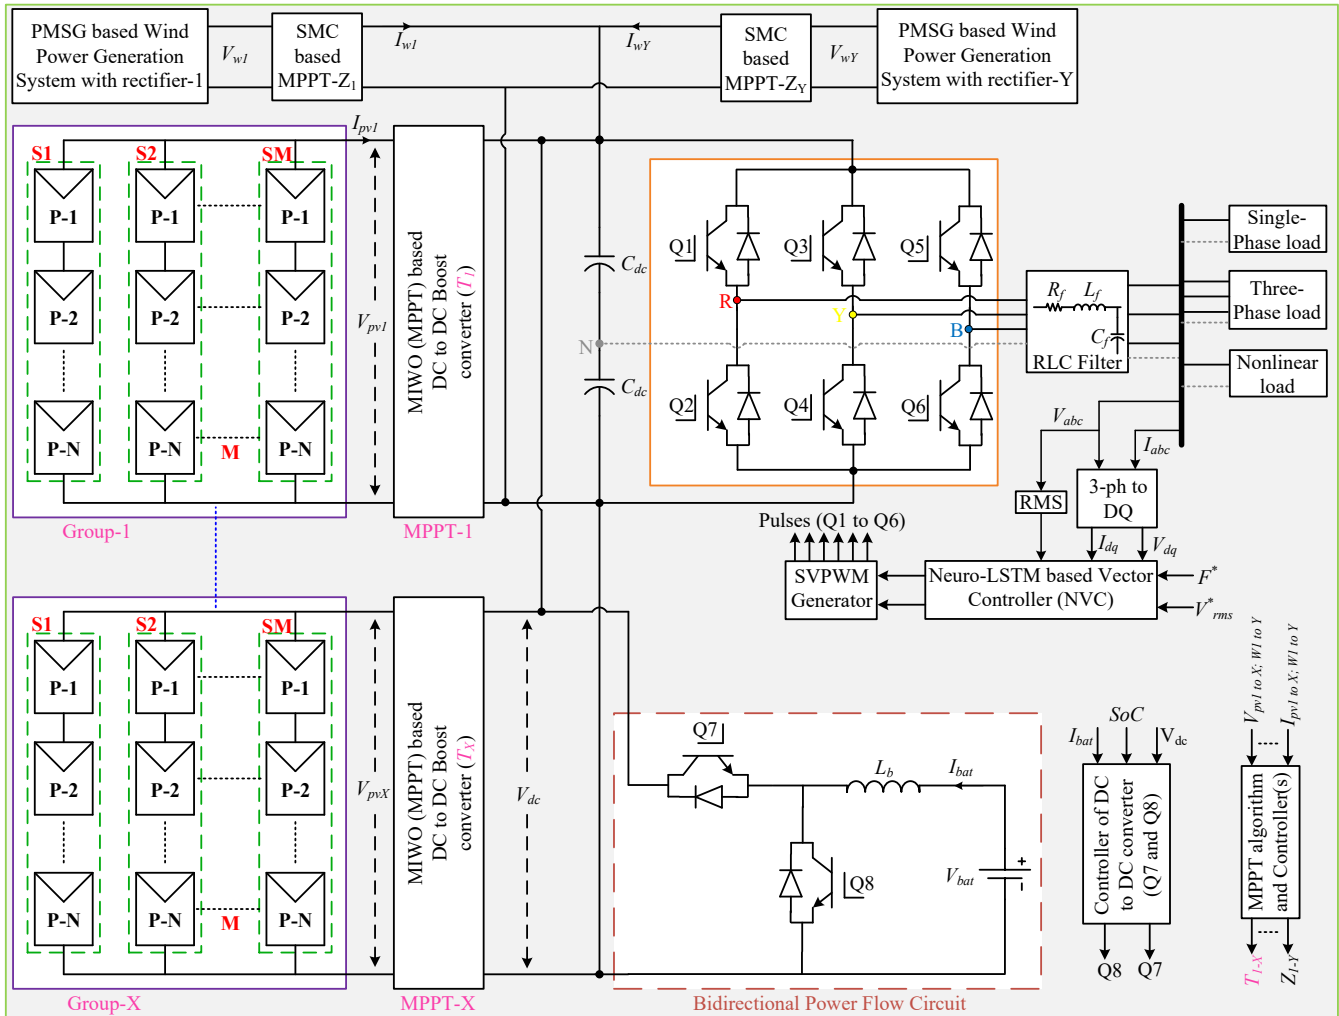 PMSG based Wind
Power Generation
System with rectifier-1
V_w1
SMC
based
MPPT-Z_1
I_w1
I_wY
SMC
based
MPPT-Z_Y
V_wY
PMSG based Wind
Power Generation
System with rectifier-Y
S1
S2
SM
P-1
P-1
P-1
P-2
P-2
P-2
P-N
P-N
P-N
M
Group-1
I_pv1
V_pv1
MIWO (MPPT) based
DC to DC Boost
converter (T_1)
MPPT-1
C_dc
N
C_dc
Q1
Q3
Q5
R
Y
B
Q2
Q4
Q6
R_f
L_f
C_f
RLC Filter
Single-
Phase load
Three-
Phase load
Nonlinear
load
V_abc
I_abc
RMS
3-ph to
DQ
I_dq
V_dq
Pulses (Q1 to Q6)
SVPWM
Generator
Neuro-LSTM based Vector
Controller (NVC)
F*
V*_rms
S1
S2
SM
P-1
P-1
P-1
P-2
P-2
P-2
P-N
P-N
P-N
M
Group-X
V_pvX
MIWO (MPPT) based
DC to DC Boost
converter (T_X)
MPPT-X
V_dc
Q7
L_b
I_bat
Q8
V_bat
+
-
Bidirectional Power Flow Circuit
I_bat
SoC
V_dc
Controller of DC
to DC converter
(Q7 and Q8)
Q8
Q7
V_pv1 to X; W1 to Y
I_pv1 to X; W1 to Y
MPPT algorithm
and Controller(s)
T_1-X
Z_1-Y